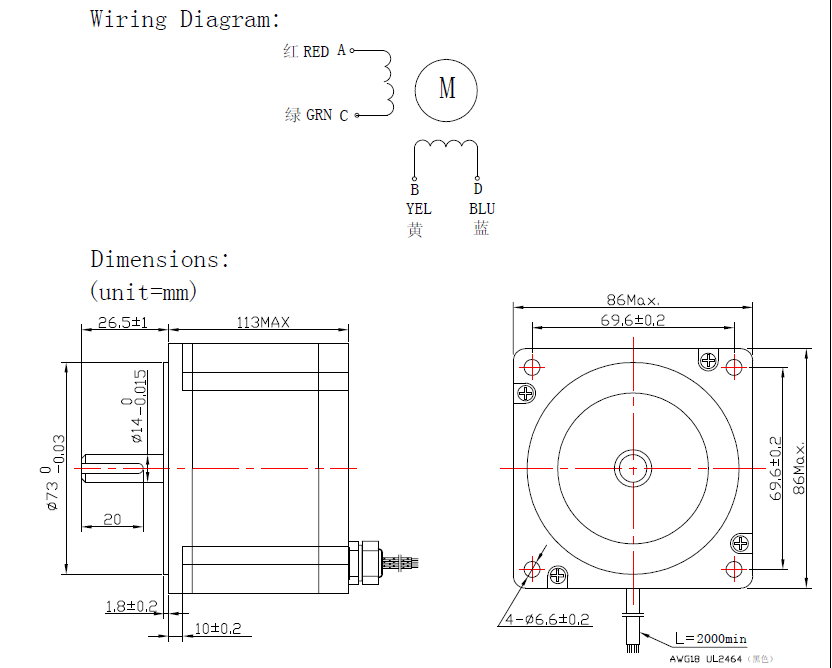 Wiring Diagram:
红 RED A
M
绿 GRN C
B D
YEL BLU
黄 蓝
Dimensions:
(unit=mm)
86Max.
26.5±1 113MAX 69.6±0.2
ø14 0 -0.015
ø73 0 -0.03
69.6±0.2
86Max.
20
1.8±0.2
10±0.2
4-ø6.6±0.2
L=2000min
AWG18 UL2464(黑色)